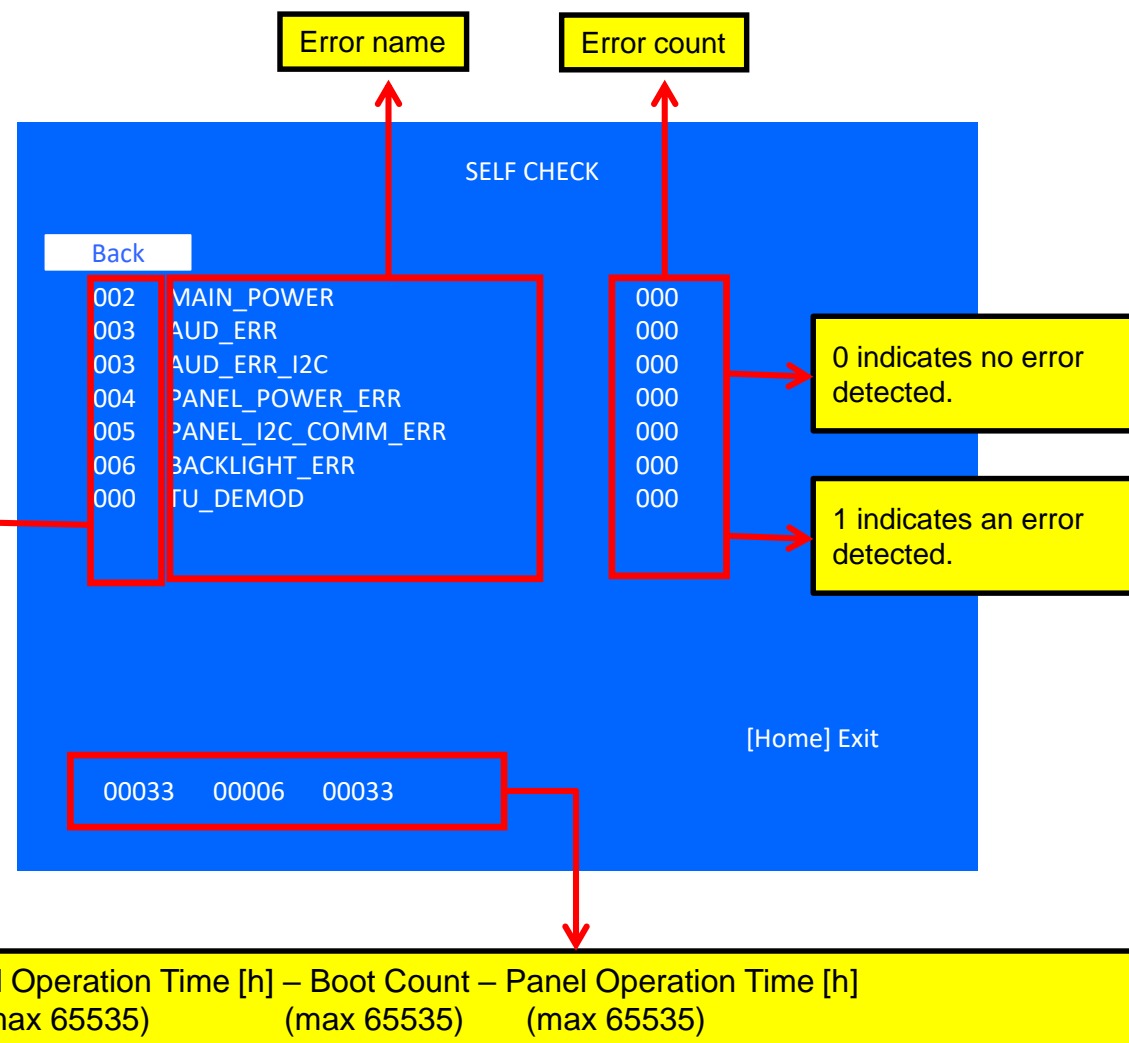 Error name
Error count
SELF CHECK
Back
002 MAIN_POWER 000
003 AUD_ERR 000
003 AUD_ERR_I2C 000
004 PANEL_POWER_ERR 000
005 PANEL_I2C_COMM_ERR 000
006 BACKLIGHT_ERR 000
000 TU_DEMOD 000
0 indicates no error
detected.
1 indicates an error
detected.
[Home] Exit
00033 00006 00033
Operation Time [h] – Boot Count – Panel Operation Time [h]
65535) (max 65535) (max 65535)